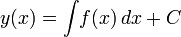 y(x) = ∫ f(x) dx + C